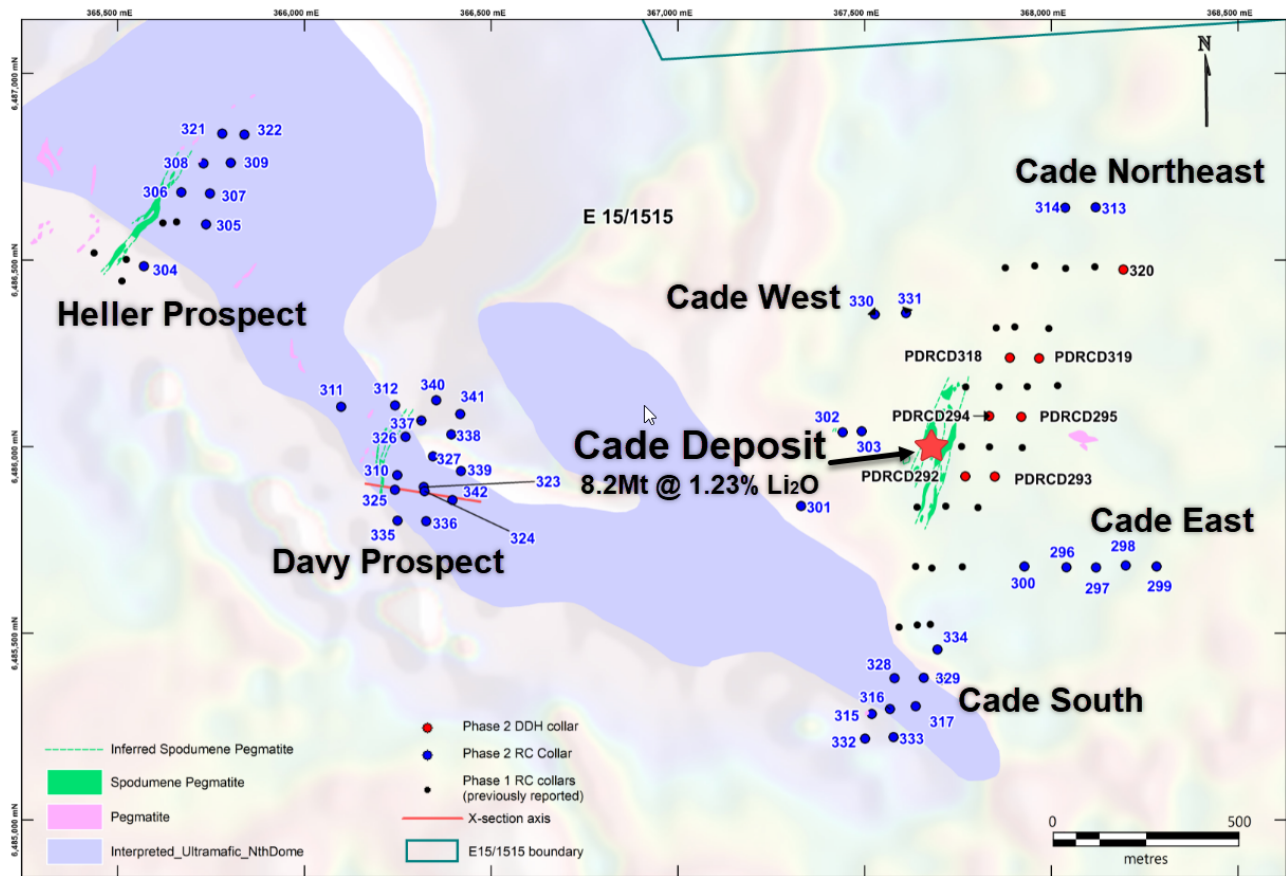 365,500 mE
366,000 mE
366,500 mE
367,000 mE
367,500 mE
368,000 mE
368,500 mE
6,487,000 mN
6,486,500 mN
6,486,000 mN
6,485,500 mN
6,485,000 mN
N
321
322
308
309
306
307
305
304
Heller Prospect
E 15/1515
Cade Northeast
314
313
320
Cade West
330
331
PDRCD318
PDRCD319
311
312
340
341
337
326
338
327
310
339
323
325
342
335
336
324
Davy Prospect
302
303
PDRCD294
PDRCD295
Cade Deposit
8.2Mt @ 1.23% Li₂O
PDRCD292
PDRCD293
301
Cade East
300
296
297
298
299
334
328
329
Cade South
316
315
317
332
333
Inferred Spodumene Pegmatite
Spodumene Pegmatite
Pegmatite
Interpreted_Ultramafic_NthDome
Phase 2 DDH collar
Phase 2 RC Collar
Phase 1 RC collars
(previously reported)
X-section axis
E15/1515 boundary
0
500
metres